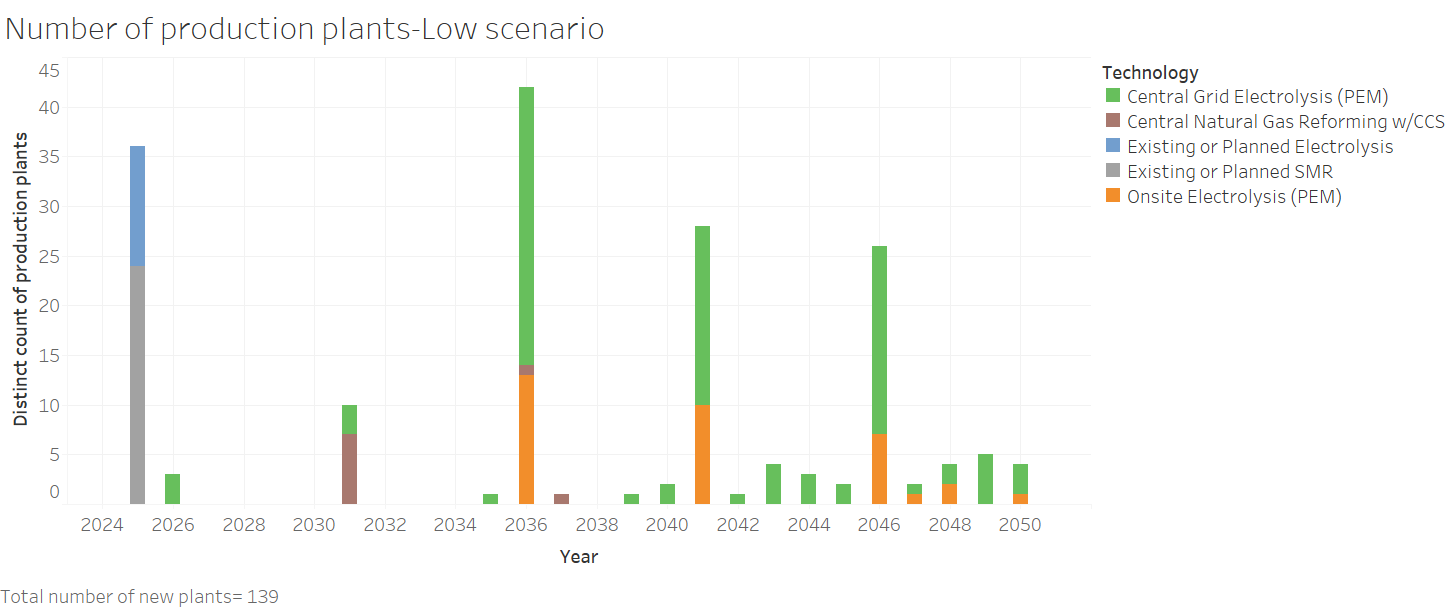 Number of production plants-Low scenario
Distinct count of production plants
45
40
35
30
25
20
15
10
5
0
2024 2026 2028 2030 2032 2034 2036 2038 2040 2042 2044 2046 2048 2050
Year
Technology
Central Grid Electrolysis (PEM)
Central Natural Gas Reforming w/CCS
Existing or Planned Electrolysis
Existing or Planned SMR
Onsite Electrolysis (PEM)
Total number of new plants= 139